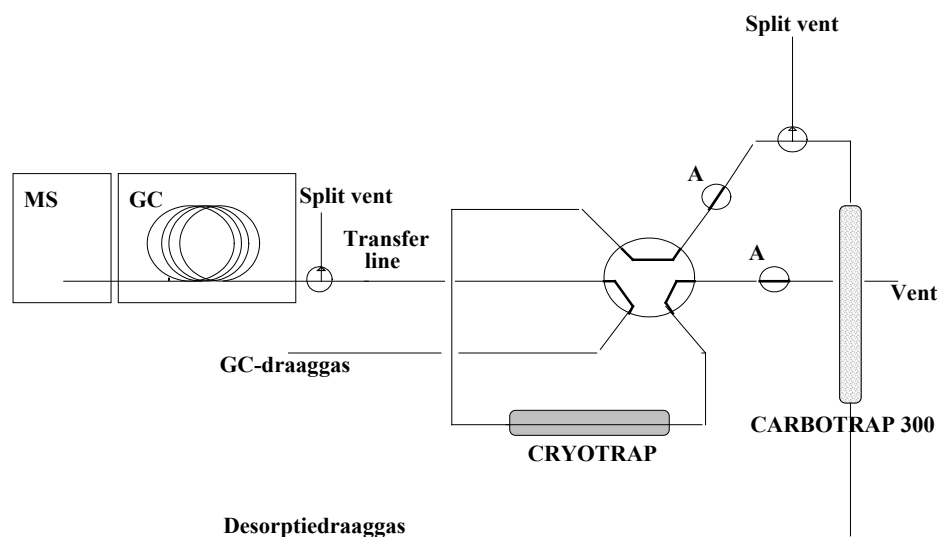 Split vent
MS
GC
Split vent
A
Transfer
line
A
Vent
GC-draaggas
CARBOTRAP 300
CRYOTRAP
Desorptiedraaggas